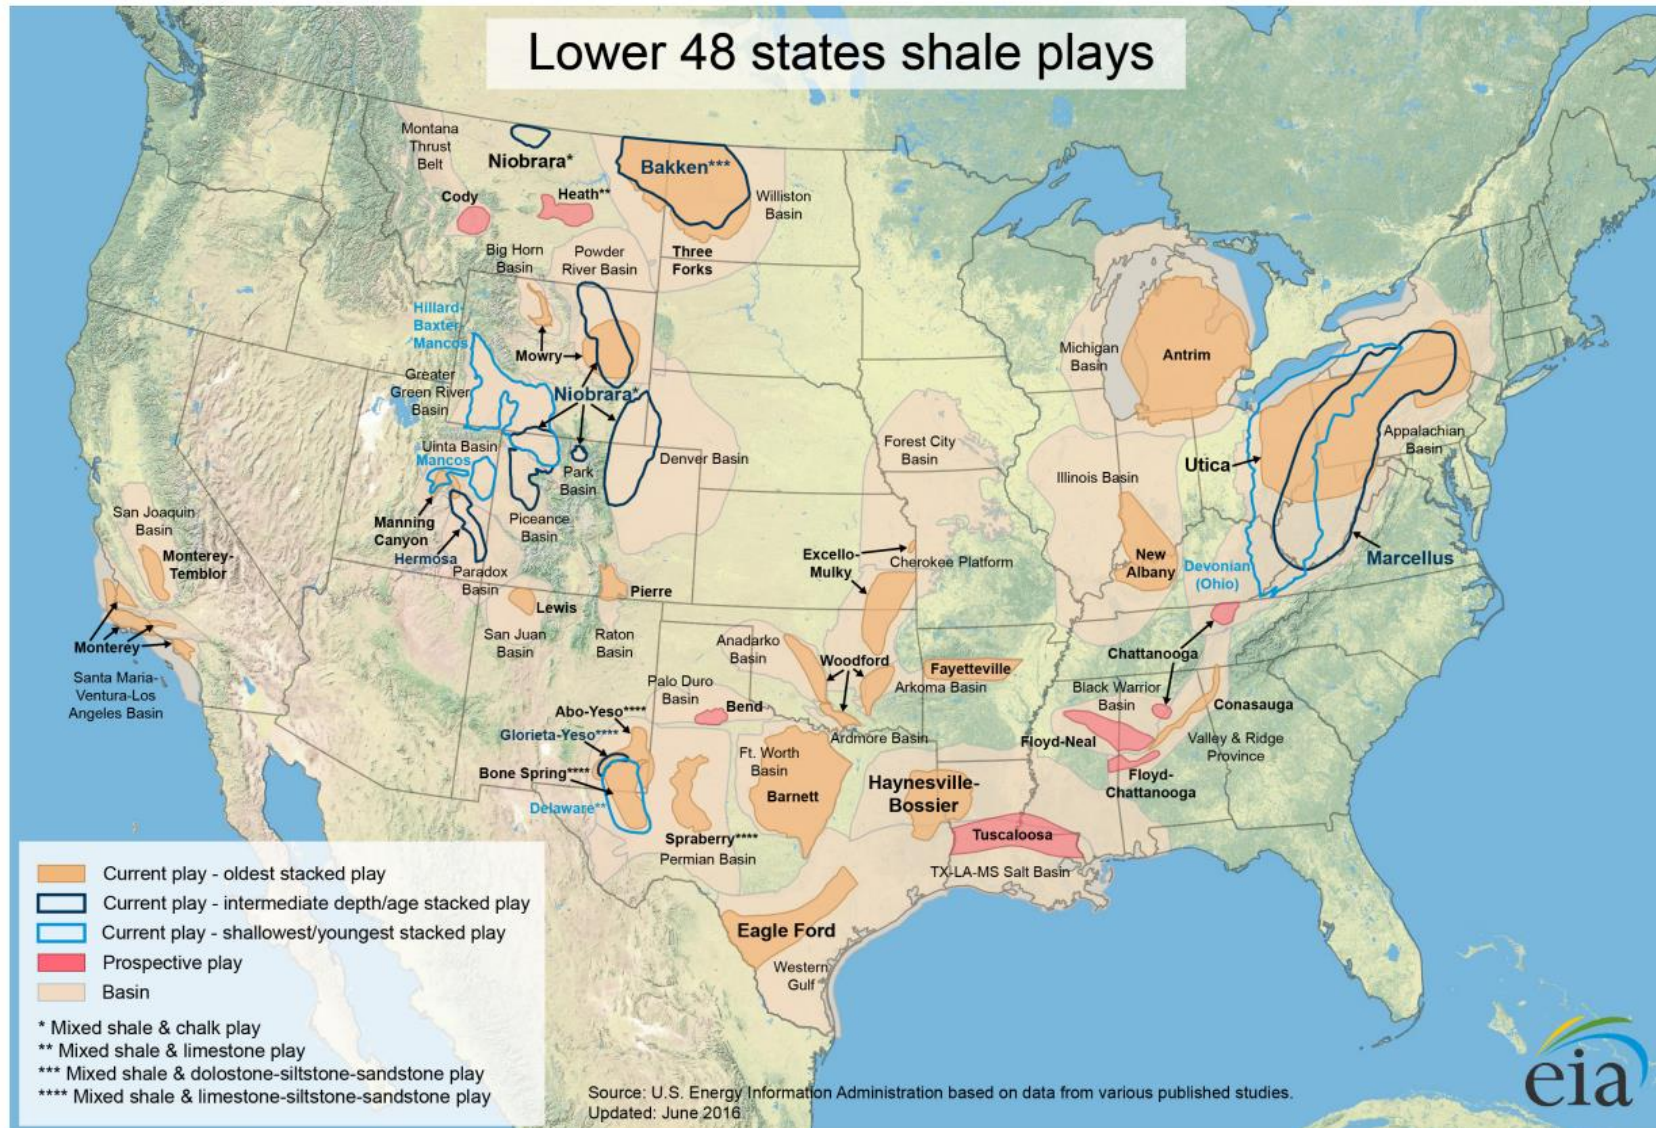 Lower 48 states shale plays
Montana
Thrust
Belt
Niobrara*
Bakken***
Cody
Heath**
Williston
Basin
Big Horn
Basin
Powder
River Basin
Three
Forks
Hillard-
Baxter-
Mancos
Mowry
Greater
Green River
Basin
Niobrara*
Uinta Basin
Mancos
Park
Basin
Denver Basin
Manning
Canyon
Hermosa
Piceance
Basin
Paradox
Basin
San Joaquin
Basin
Monterey-
Temblor
Monterey
Santa Maria-
Ventura-Los
Angeles Basin
Lewis
Pierre
San Juan
Basin
Raton
Basin
Michigan
Basin
Antrim
Forest City
Basin
Illinois Basin
Utica
Appalachian
Basin
Excello-
Mulky
Cherokee Platform
New
Albany
Devonian
(Ohio)
Marcellus
Anadarko
Basin
Woodford
Fayetteville
Arkoma Basin
Chattanooga
Palo Duro
Basin
Bend
Black Warrior
Basin
Conasauga
Abo-Yeso****
Glorieta-Yeso****
Ardmore Basin
Floyd-Neal
Valley & Ridge
Province
Bone Spring****
Ft. Worth
Basin
Barnett
Haynesville-
Bossier
Floyd-
Chattanooga
Delaware**
Spraberry****
Permian Basin
Tuscaloosa
TX-LA-MS Salt Basin
Eagle Ford
Western
Gulf
Current play - oldest stacked play
Current play - intermediate depth/age stacked play
Current play - shallowest/youngest stacked play
Prospective play
Basin
* Mixed shale & chalk play
** Mixed shale & limestone play
*** Mixed shale & dolostone-siltstone-sandstone play
**** Mixed shale & limestone-siltstone-sandstone play
Source: U.S. Energy Information Administration based on data from various published studies.
Updated: June 2016
eia